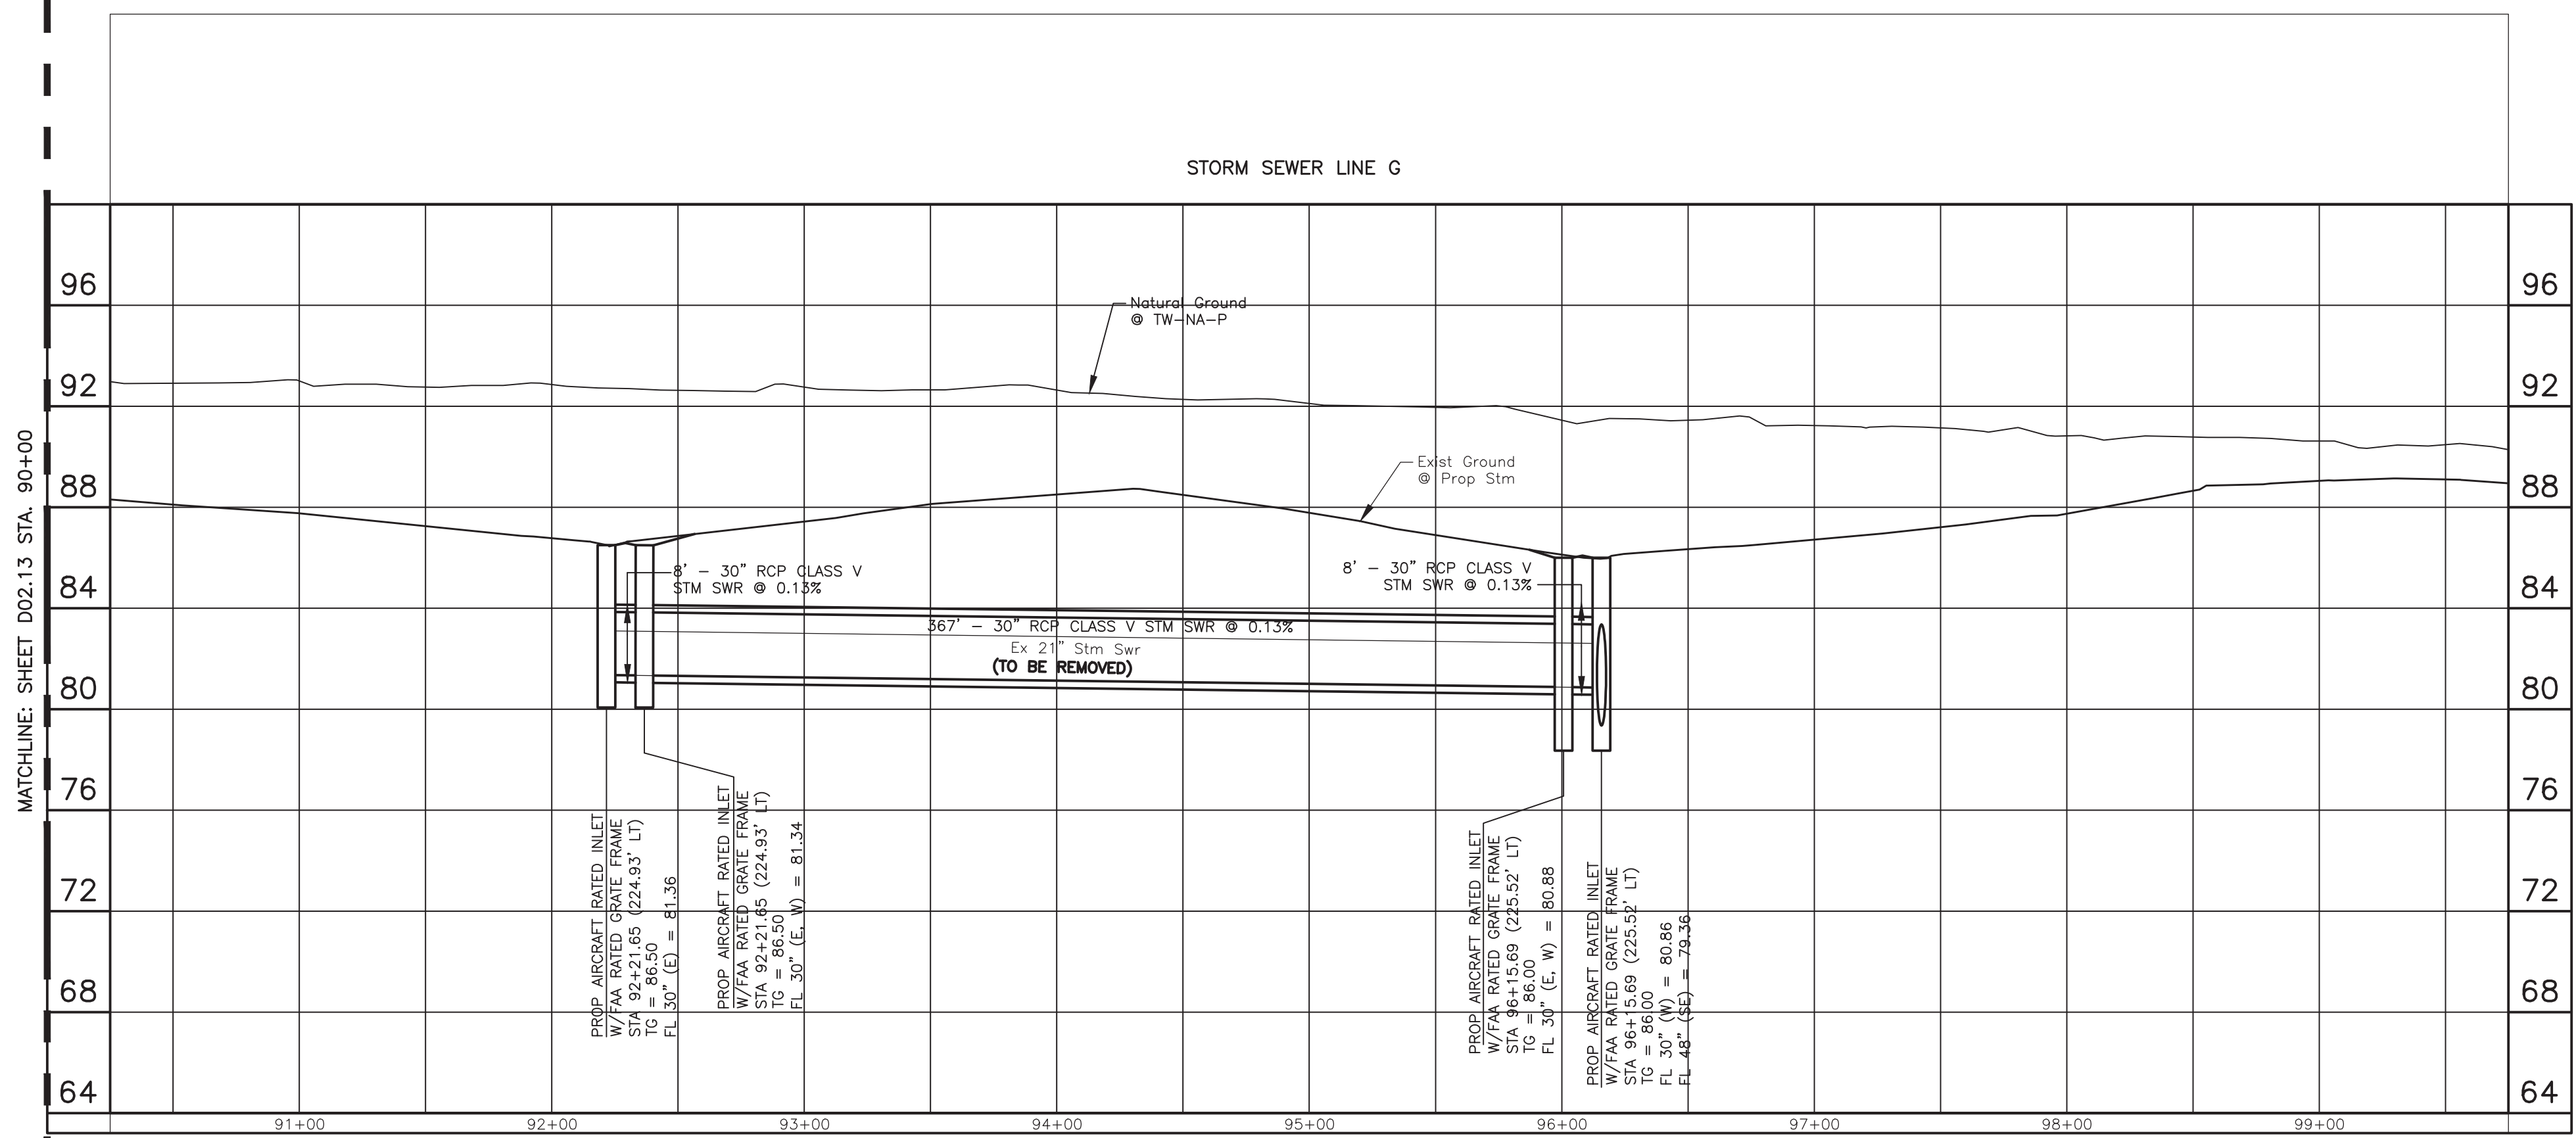 STORM SEWER LINE G
MATCHLINE: SHEET D02.13 STA. 90+00
96
92
88
84
80
76
72
68
64
96
92
88
84
80
76
72
68
64
Natural Ground
@ TW-NA-P
Exist Ground
@ Prop Stm
8' - 30" RCP CLASS V
STM SWR @ 0.13%
8' - 30" RCP CLASS V
STM SWR @ 0.13%
367' - 30" RCP CLASS V STM SWR @ 0.13%
Ex 21" Stm Swr
(TO BE REMOVED)
PROP AIRCRAFT RATED INLET
W/FAA RATED GRATE FRAME
STA 92+21.65 (224.93' LT)
TG = 86.50
FL 30" (E) = 81.36
PROP AIRCRAFT RATED INLET
W/FAA RATED GRATE FRAME
STA 92+21.65 (224.93' LT)
TG = 86.50
FL 30" (E, W) = 81.34
PROP AIRCRAFT RATED INLET
W/FAA RATED GRATE FRAME
STA 96+15.69 (225.52' LT)
TG = 86.00
FL 30" (E, W) = 80.88
PROP AIRCRAFT RATED INLET
W/FAA RATED GRATE FRAME
STA 96+15.69 (225.52' LT)
TG = 86.00
FL 30" (W) = 80.86
FL 48" (SE) = 79.36
91+00
92+00
93+00
94+00
95+00
96+00
97+00
98+00
99+00